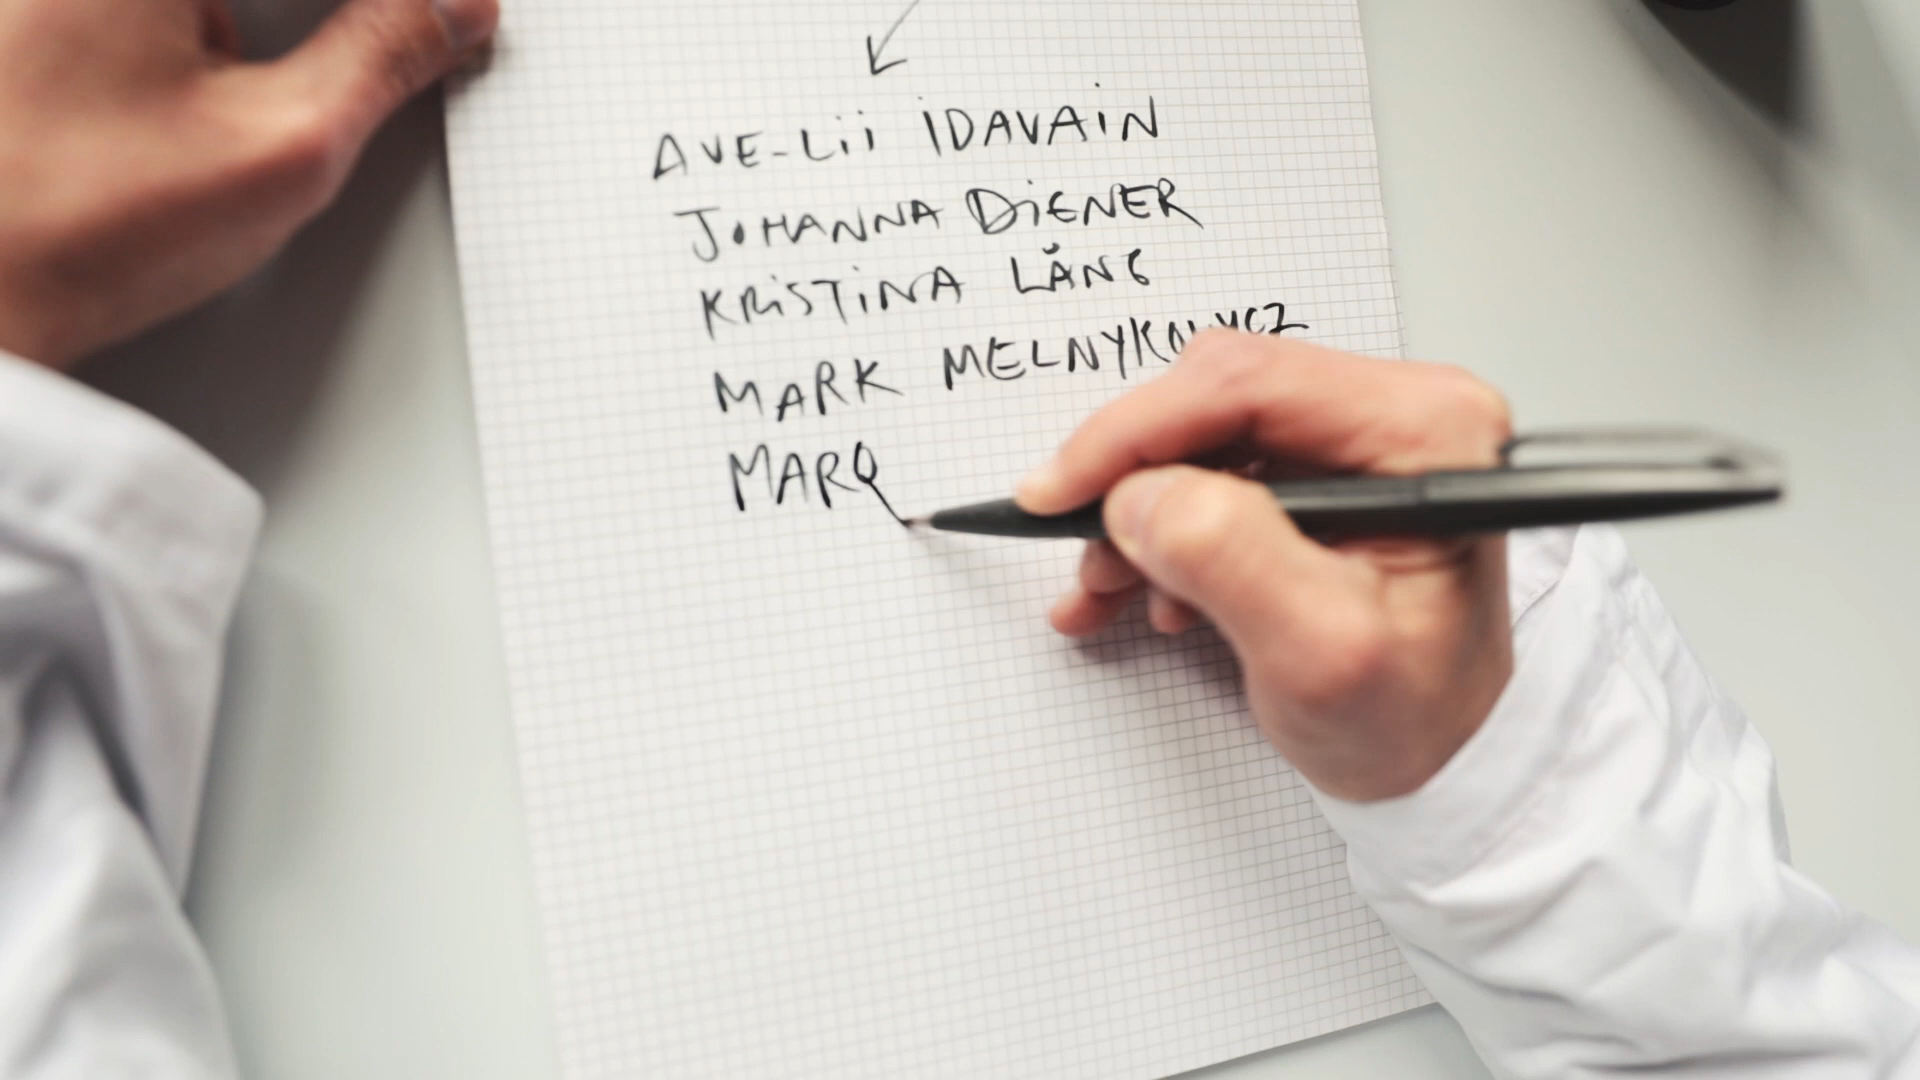 AVE-Lii IDAVAiN
JOHANNA DiENER
KRiSTiNA LÅNG
MARK
MARQ